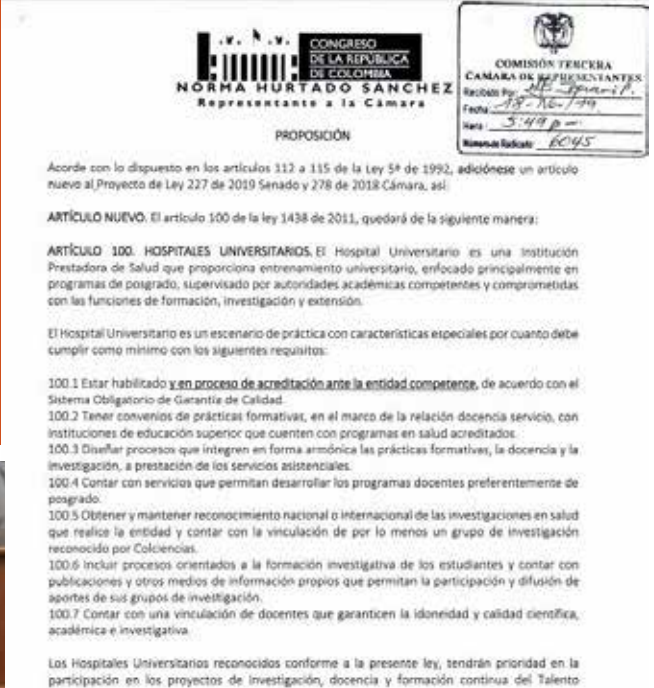 CONGRESO
DE LA REPÚBLICA
DE COLOMBIA
NORMA HURTADO SÁNCHEZ
Representante a la Cámara
COMISIÓN TERCERA
CAMARA DE REPRESENTANTES
Recibido Por:
Fecha: 18-Nov/19
Hora: 3:49 p
Número de Radicado: 6045
PROPOSICIÓN
Acorde con lo dispuesto en los artículos 112 a 115 de la Ley 5ª de 1992, adiciónese un artículo
nuevo al Proyecto de Ley 227 de 2019 Senado y 278 de 2018 Cámara, así:
ARTÍCULO NUEVO. El artículo 100 de la ley 1438 de 2011, quedará de la siguiente manera:
ARTÍCULO 100. HOSPITALES UNIVERSITARIOS. El Hospital Universitario es una Institución
Prestadora de Salud que proporciona entrenamiento universitario, enfocado principalmente en
programas de posgrado, supervisado por autoridades académicas competentes y comprometidas
con las funciones de formación, investigación y extensión.
El Hospital Universitario es un escenario de práctica con características especiales por cuanto debe
cumplir como mínimo con los siguientes requisitos:
100.1 Estar habilitado y en proceso de acreditación ante la entidad competente, de acuerdo con el
Sistema Obligatorio de Garantía de Calidad.
100.2 Tener convenios de prácticas formativas, en el marco de la relación docencia servicio, con
instituciones de educación superior que cuenten con programas en salud acreditados.
100.3 Diseñar procesos que integren en forma armónica las prácticas formativas, la docencia y la
investigación, a prestación de los servicios asistenciales.
100.4 Contar con servicios que permitan desarrollar los programas docentes preferentemente de
posgrado.
100.5 Obtener y mantener reconocimiento nacional o internacional de las investigaciones en salud
que realice la entidad y contar con la vinculación de por lo menos un grupo de investigación
reconocido por Colciencias.
100.6 Incluir procesos orientados a la formación investigativa de los estudiantes y contar con
publicaciones y otros medios de información propios que permitan la participación y difusión de
aportes de sus grupos de investigación.
100.7 Contar con una vinculación de docentes que garanticen la idoneidad y calidad científica,
académica e investigativa.
Los Hospitales Universitarios reconocidos conforme a la presente ley, tendrán prioridad en la
participación en los proyectos de investigación, docencia y formación continua del Talento